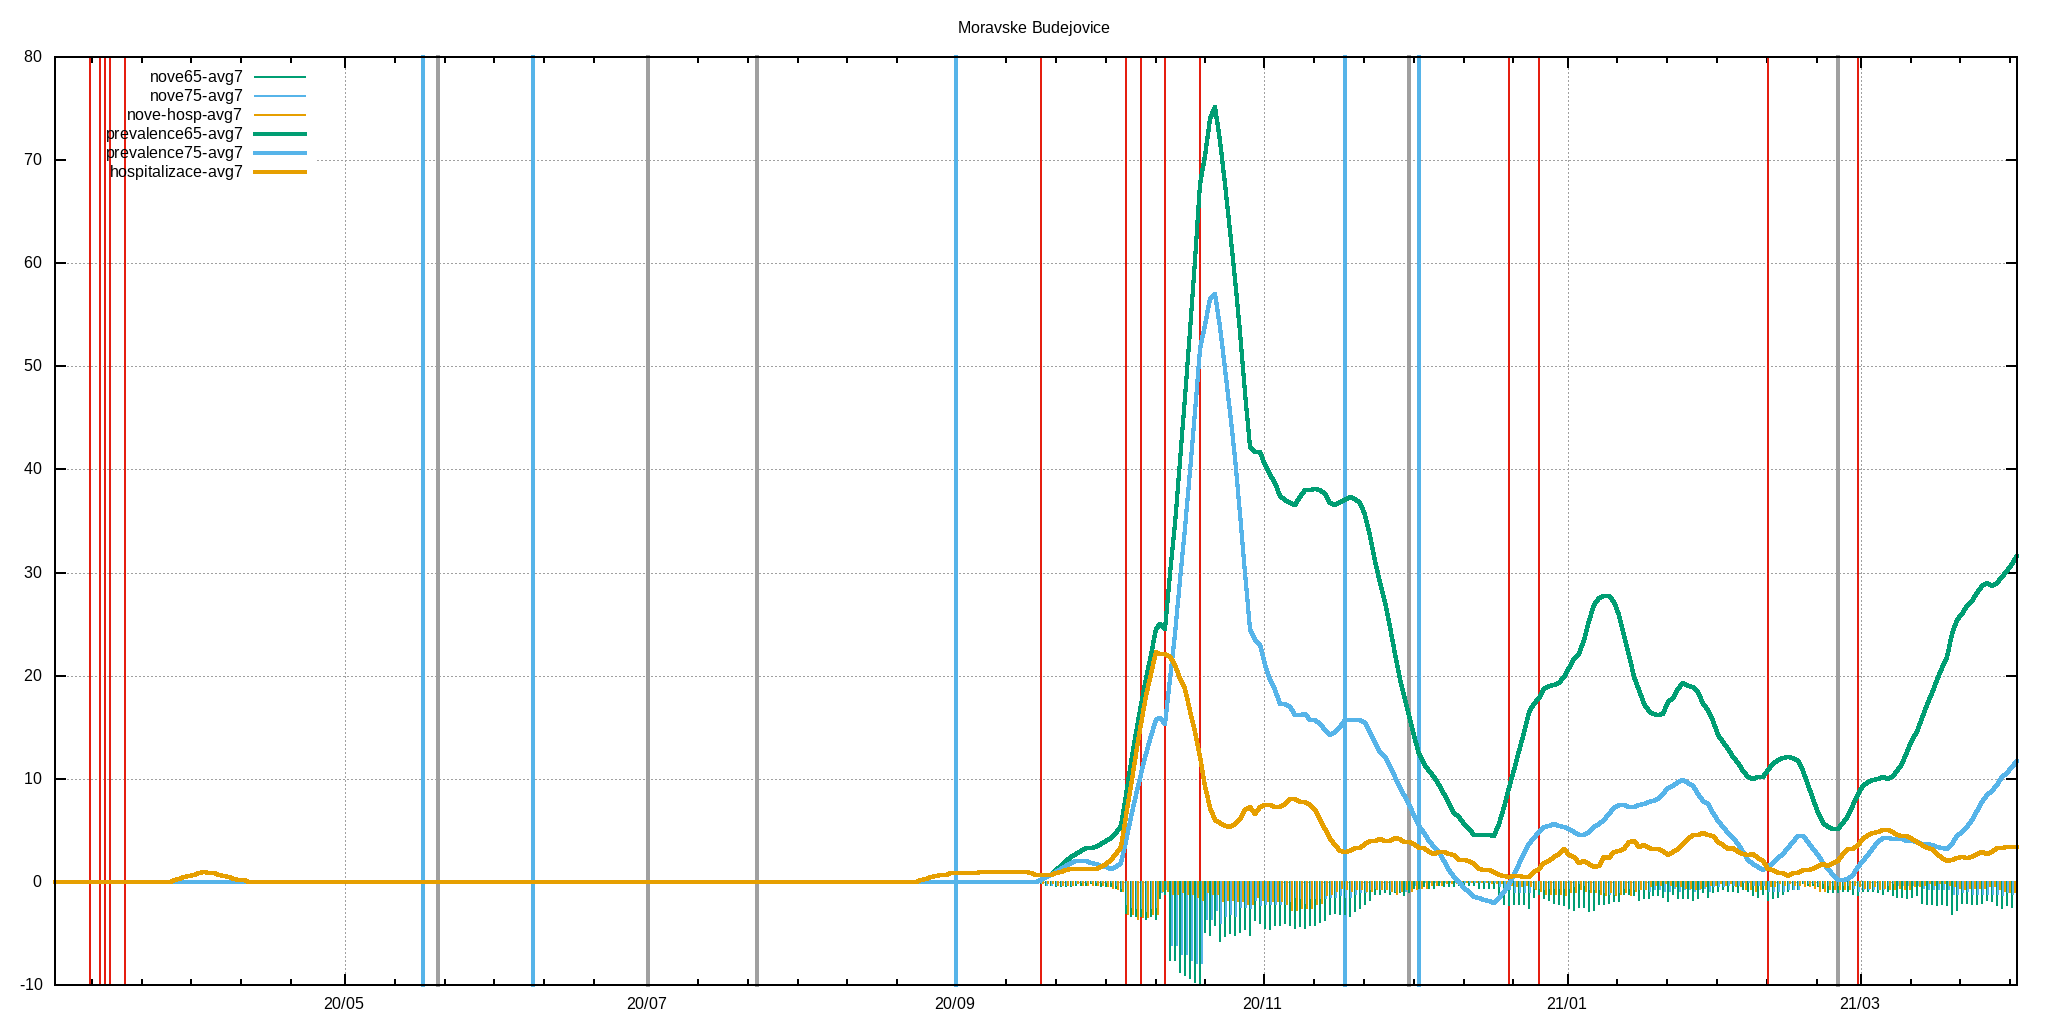 Moravske Budejovice
80
70
60
50
40
30
20
10
0
-10
nove65-avg7
nove75-avg7
nove-hosp-avg7
prevalence65-avg7
prevalence75-avg7
hospitalizace-avg7
20/05
20/07
20/09
20/11
21/01
21/03